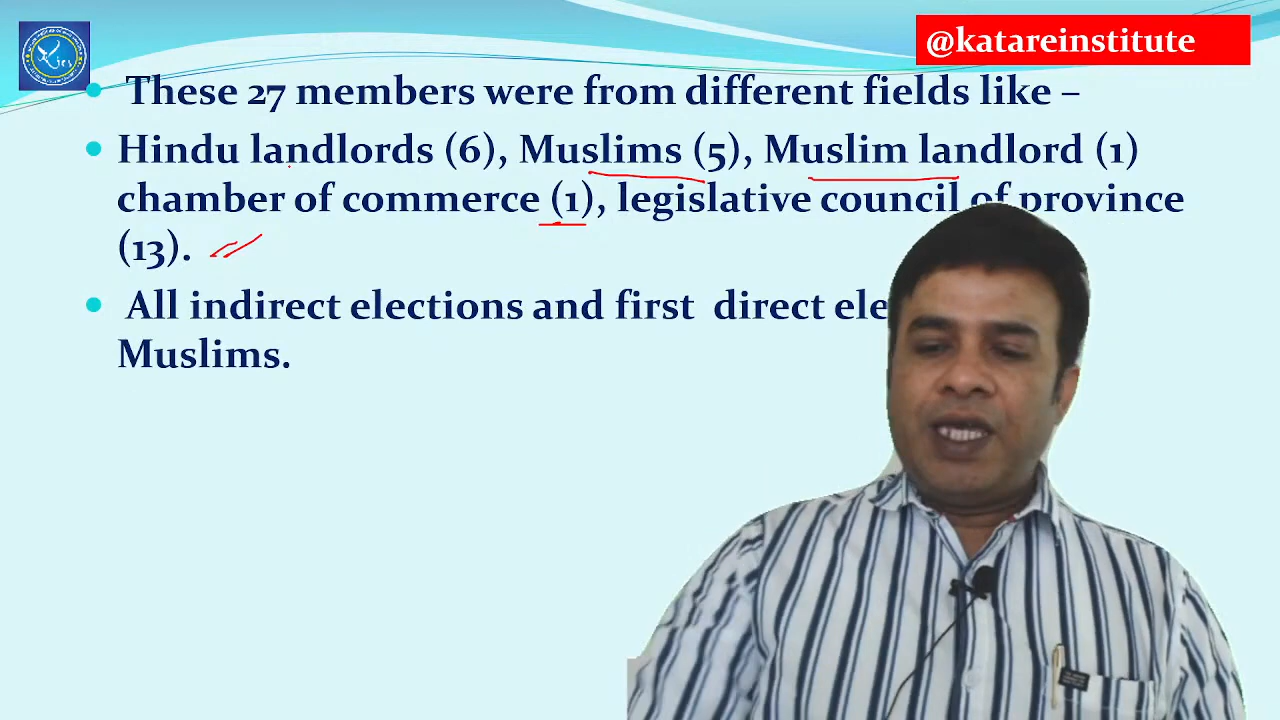 @katareinstitute
These 27 members were from different fields like –
Hindu landlords (6), Muslims (5), Muslim landlord (1)
chamber of commerce (1), legislative council of province
(13).
All indirect elections and first direct ele
Muslims.